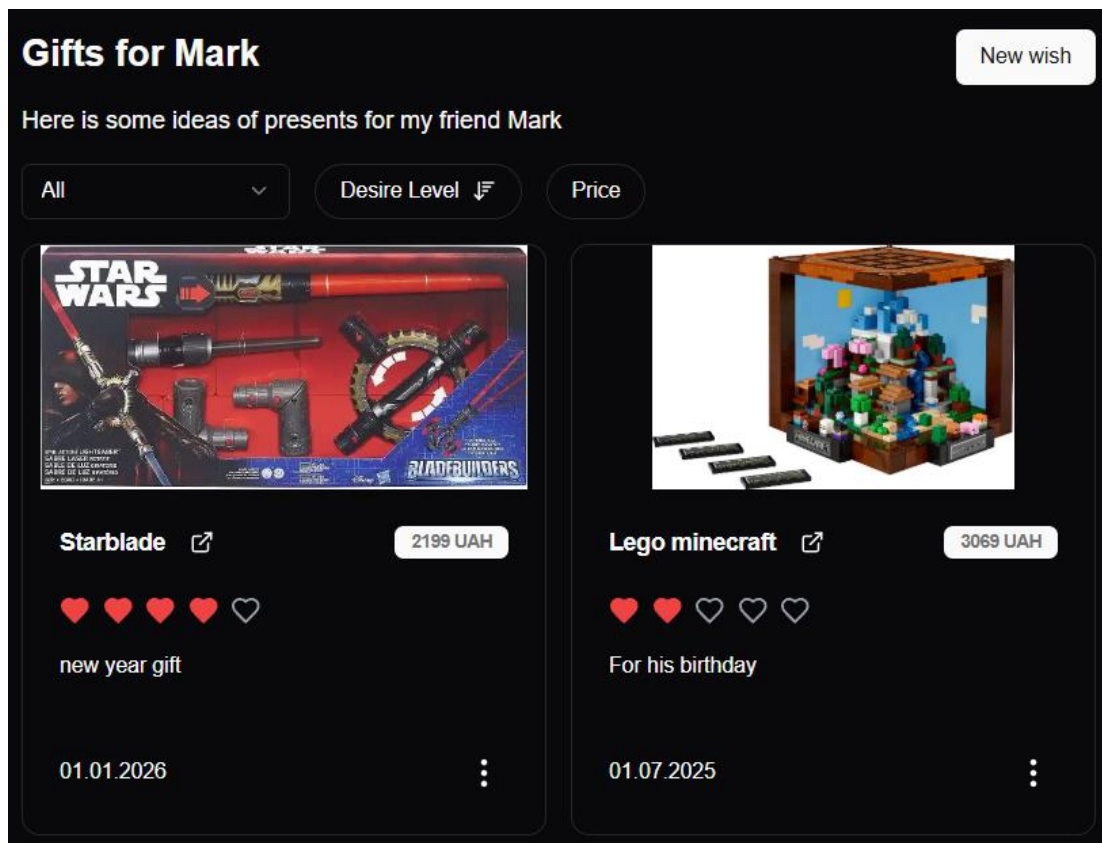 Gifts for Mark
New wish
Here is some ideas of presents for my friend Mark
All
Desire Level
Price
STAR
WARS
BLADEBUILDERS
Disney
MINECRAFT
Starblade
2199 UAH
Lego minecraft
3069 UAH
new year gift
For his birthday
01.01.2026
01.07.2025